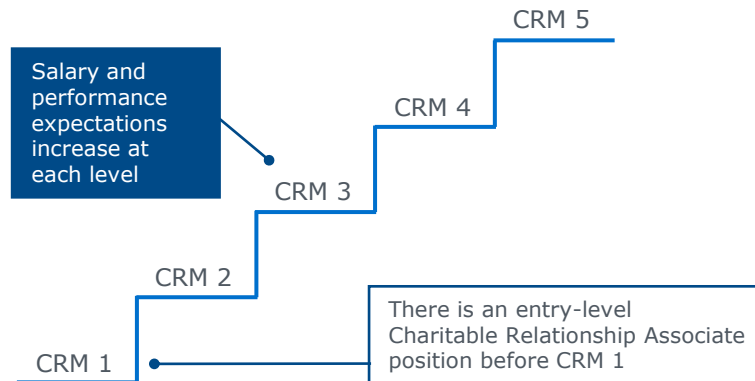 CRM 5
Salary and
performance
expectations
increase at
each level
CRM 4
CRM 3
CRM 2
There is an entry-level
Charitable Relationship Associate
position before CRM 1
CRM 1